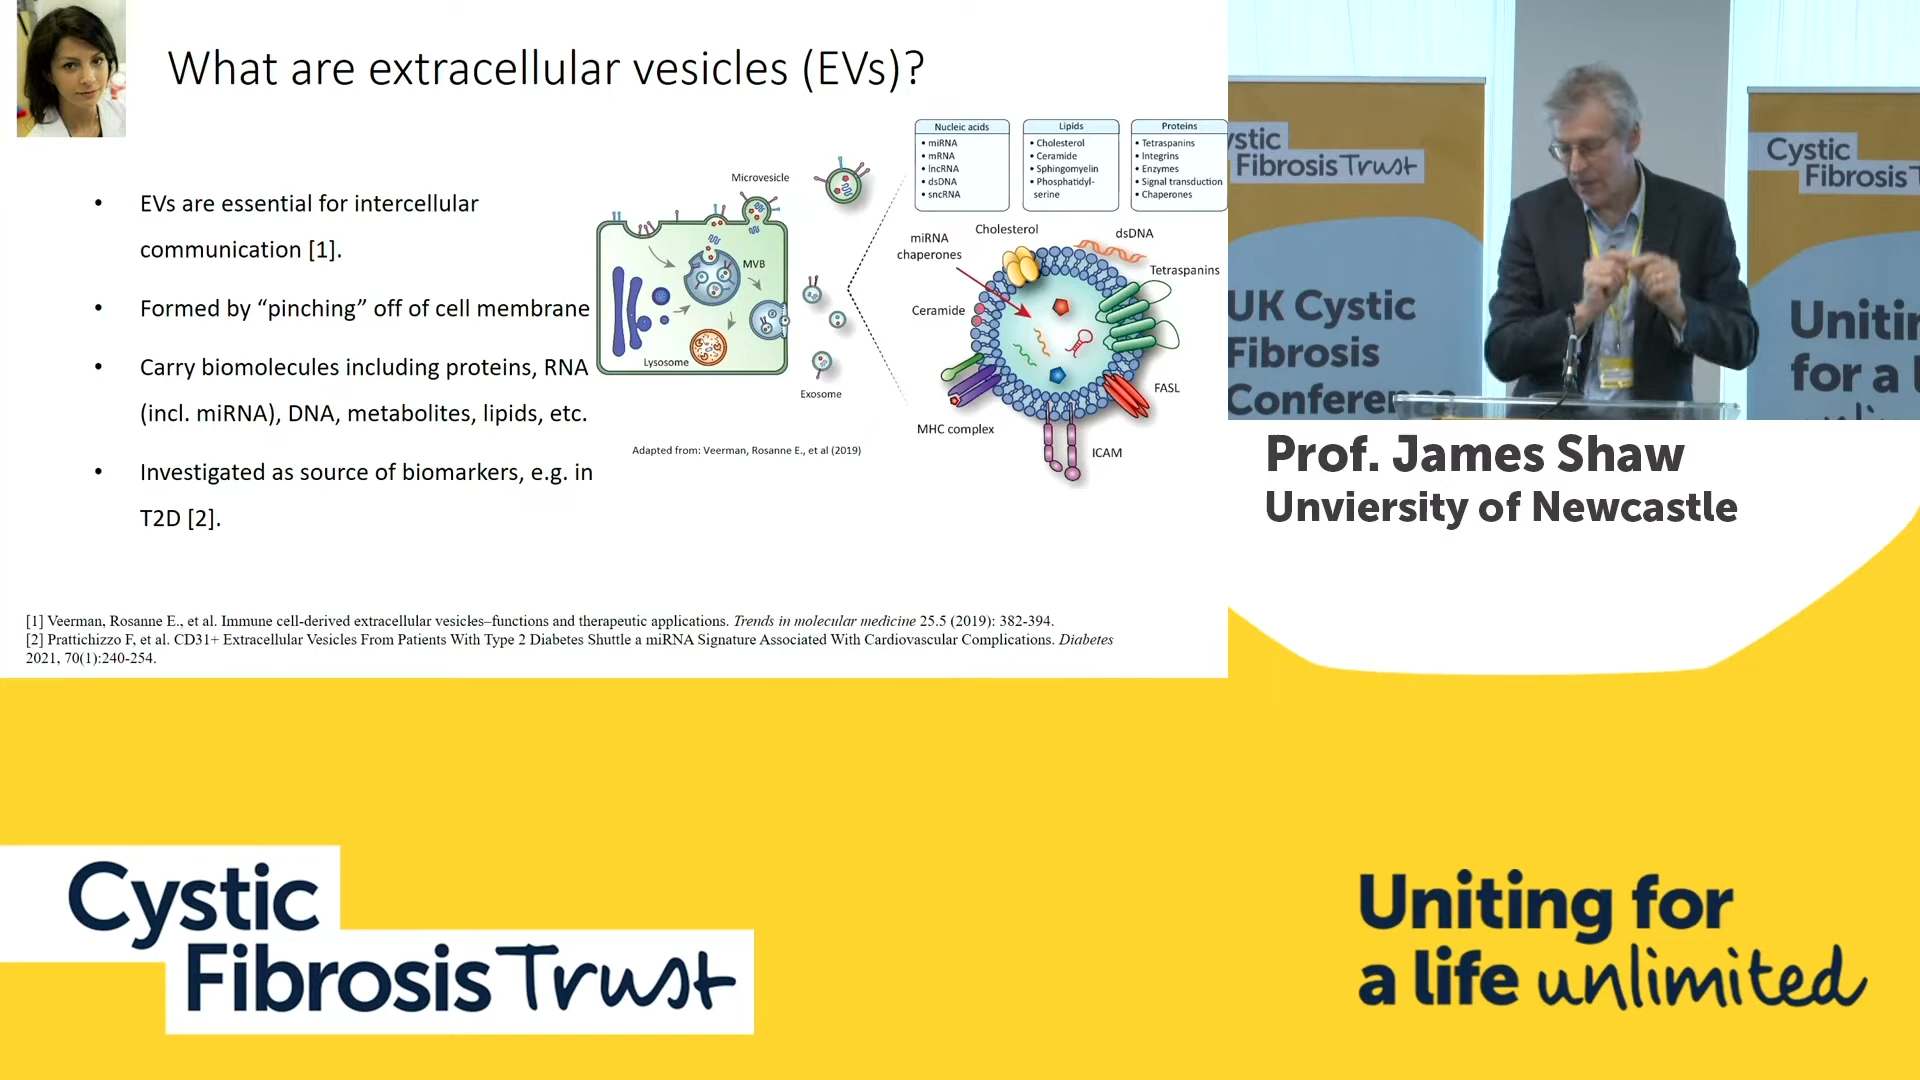 What are extracellular vesicles (EVs)?
• EVs are essential for intercellular
communication [1].
• Formed by “pinching” off of cell membrane
• Carry biomolecules including proteins, RNA
(incl. miRNA), DNA, metabolites, lipids, etc.
• Investigated as source of biomarkers, e.g. in
T2D [2].
Microvesicle
MVB
Lysosome
Exosome
Adapted from: Veerman, Rosanne E., et al (2019)
Nucleic acids
• miRNA
• mRNA
• lncRNA
• dsDNA
• sncRNA
Lipids
• Cholesterol
• Ceramide
• Sphingomyelin
• Phosphatidyl-
serine
Proteins
• Tetraspanins
• Integrins
• Enzymes
• Signal transduction
• Chaperones
miRNA
chaperones
Cholesterol
dsDNA
Tetraspanins
Ceramide
FASL
MHC complex
ICAM
[1] Veerman, Rosanne E., et al. Immune cell-derived extracellular vesicles–functions and therapeutic applications. Trends in molecular medicine 25.5 (2019): 382-394.
[2] Prattichizzo F, et al. CD31+ Extracellular Vesicles From Patients With Type 2 Diabetes Shuttle a miRNA Signature Associated With Cardiovascular Complications. Diabetes
2021, 70(1):240-254.
ystic
Fibrosis Trust
UK Cystic
Fibrosis
Conference
Cystic
Fibrosis T
Unitin
for a l
Prof. James Shaw
Unviersity of Newcastle
Cystic
Fibrosis Trust
Uniting for
a life unlimited